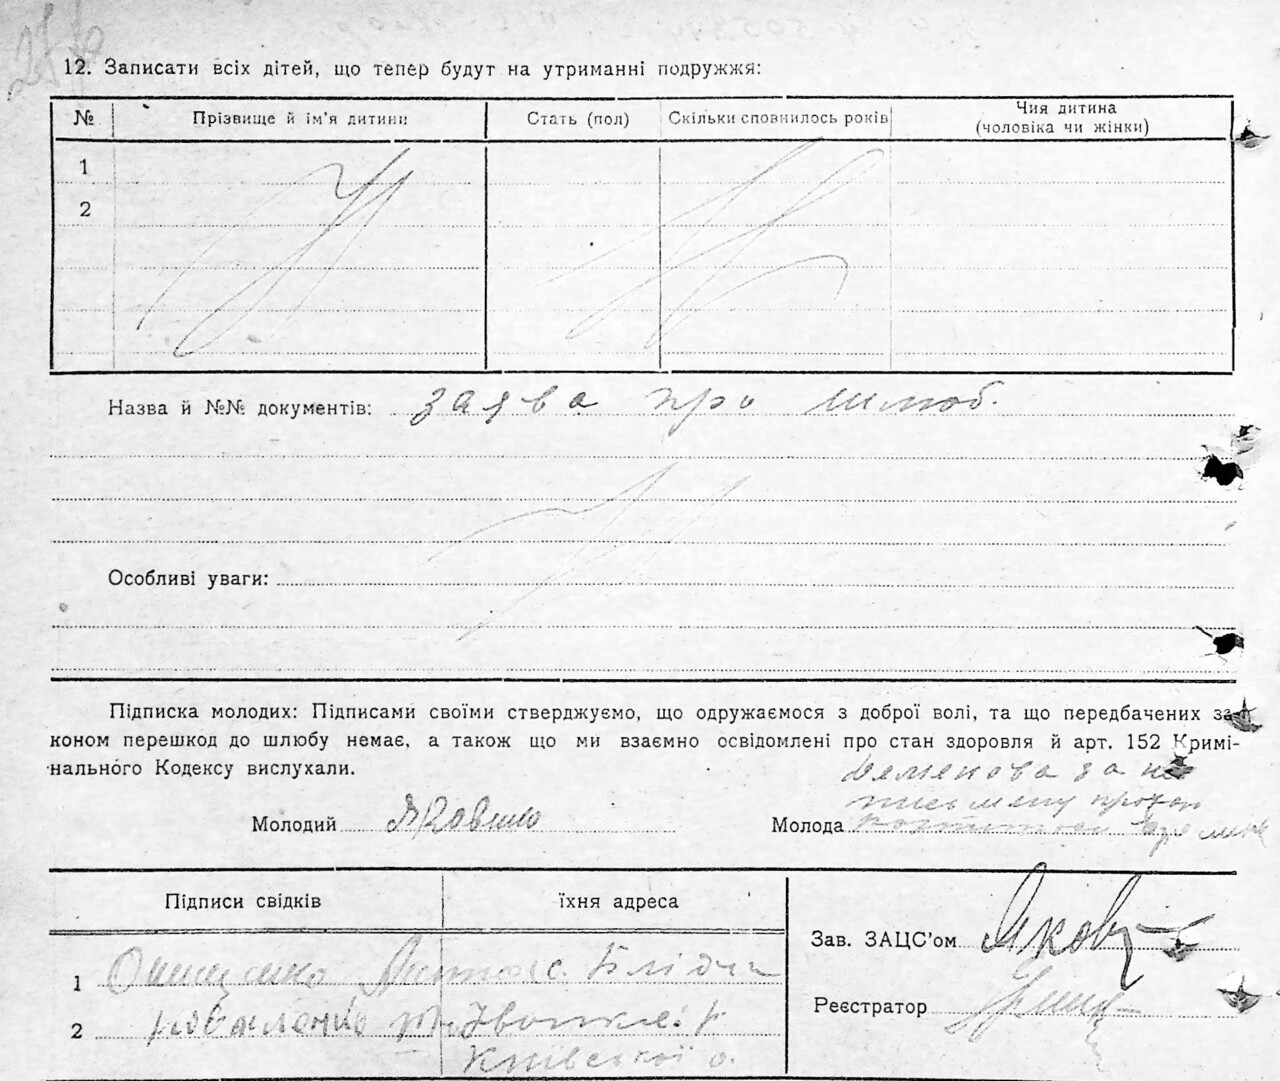 12. Записати всіх дітей, що тепер будут на утриманні подружжя:
№ Прізвище й ім'я дитини Стать (пол) Скільки сповнилось років Чия дитина (чоловіка чи жінки)
1
2
Назва й №№ документів: заява про шлюб.
Особливі уваги:
Підписка молодих: Підписами своїми стверджуємо, що одружаємося з доброї волі, та що передбачених за-
коном перешкод до шлюбу немає, а також що ми взаємно освідомлені про стан здоровля й арт. 152 Кримі-
нального Кодексу вислухали.
за не
Молодий
Молода
Підписи свідків їхня адреса
Зав. ЗАЦС'ом
1 с.
2
Реєстратор
Київської о.